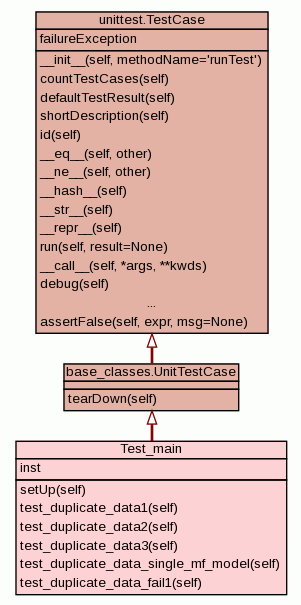 unittest.TestCase
failureException
__init__(self, methodName='runTest')
countTestCases(self)
defaultTestResult(self)
shortDescription(self)
id(self)
__eq__(self, other)
__ne__(self, other)
__hash__(self)
__str__(self)
__repr__(self)
run(self, result=None)
__call__(self, *args, **kwds)
debug(self)
...
assertFalse(self, expr, msg=None)
base_classes.UnitTestCase
tearDown(self)
Test_main
inst
setUp(self)
test_duplicate_data1(self)
test_duplicate_data2(self)
test_duplicate_data3(self)
test_duplicate_data_single_mf_model(self)
test_duplicate_data_fail1(self)